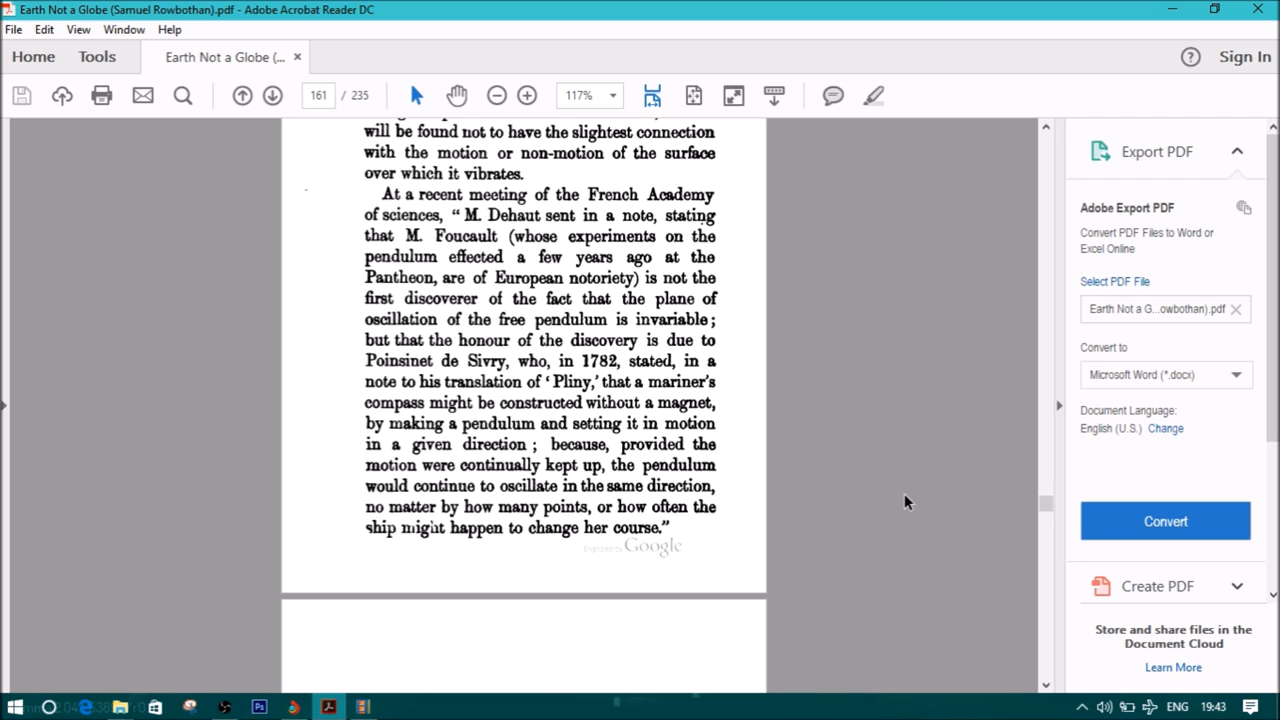 Earth Not a Globe (Samuel Rowbothan).pdf - Adobe Acrobat Reader DC
File Edit View Window Help
Home Tools Earth Not a Globe (... × Sign In
161 / 235 117%
will be found not to have the slightest connection
with the motion or non-motion of the surface
over which it vibrates.
At a recent meeting of the French Academy
of sciences, “ M. Dehaut sent in a note, stating
that M. Foucault (whose experiments on the
pendulum effected a few years ago at the
Pantheon, are of European notoriety) is not the
first discoverer of the fact that the plane of
oscillation of the free pendulum is invariable ;
but that the honour of the discovery is due to
Poinsinet de Sivry, who, in 1782, stated, in a
note to his translation of ‘ Pliny,’ that a mariner's
compass might be constructed without a magnet,
by making a pendulum and setting it in motion
in a given direction ; because, provided the
motion were continually kept up, the pendulum
would continue to oscillate in the same direction,
no matter by how many points, or how often the
ship might happen to change her course.”
Digitized by Google
Export PDF
Adobe Export PDF
Convert PDF Files to Word or
Excel Online
Select PDF File
Earth Not a G...owbothan).pdf
Convert to
Microsoft Word (*.docx)
Document Language:
English (U.S.) Change
Convert
Create PDF
Store and share files in the
Document Cloud
Learn More
ENG 19:43